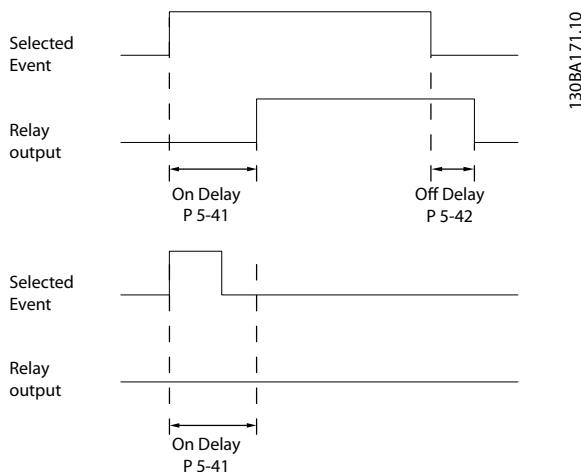 Selected
Event
130BA171.10
Relay
output
On Delay
P 5-41
Off Delay
P 5-42
Selected
Event
Relay
output
On Delay
P 5-41